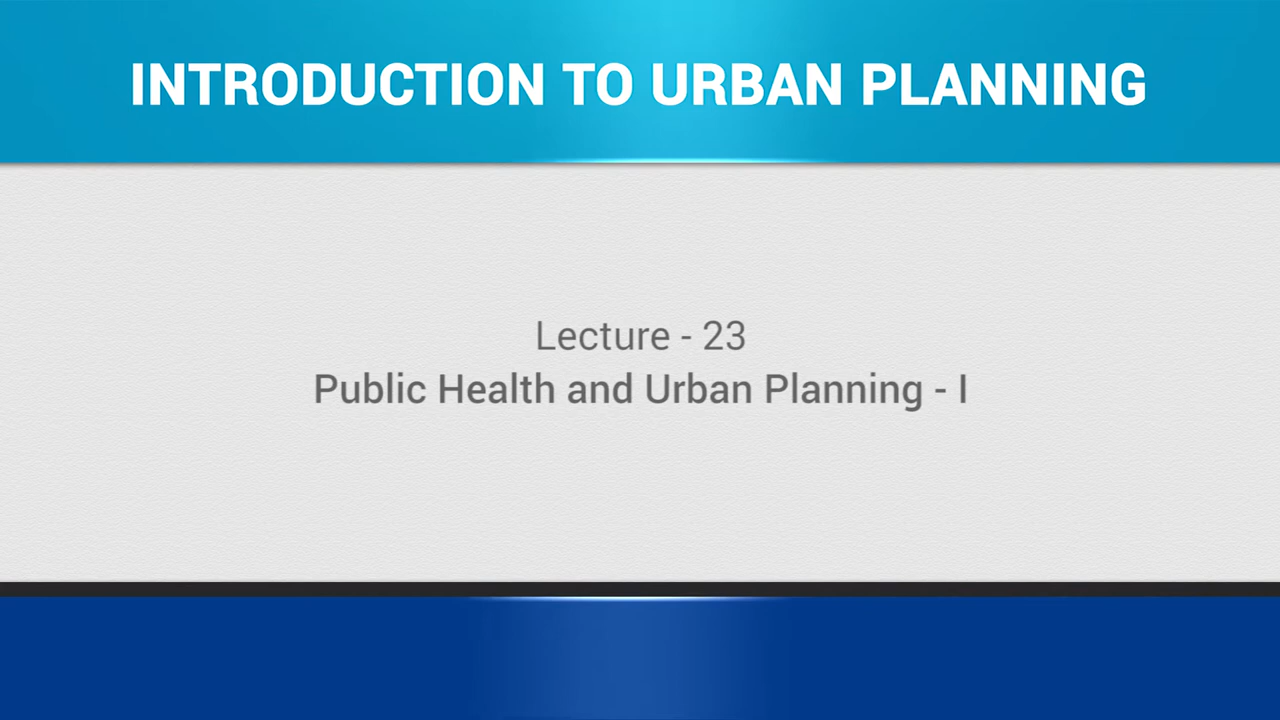 INTRODUCTION TO URBAN PLANNING
Lecture - 23
Public Health and Urban Planning - I